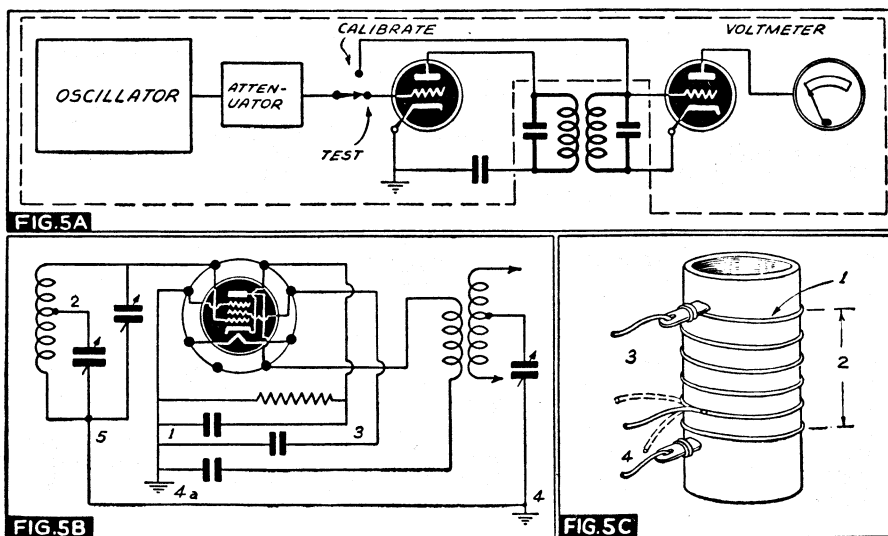 CALIBRATE
VOLTMETER
OSCILLATOR
ATTEN-
UATOR
TEST
FIG.5A
2
5
1
3
4a
4
FIG.5B
1
2
3
4
FIG.5C